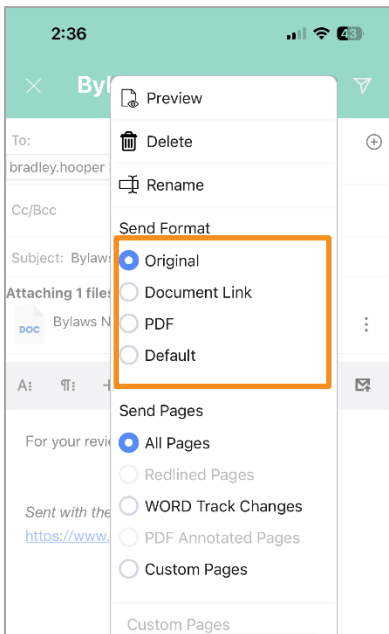 2:36
43
Byl
Preview
To:
Delete
bradley.hooper
Rename
Cc/Bcc
Send Format
Subject: Bylaws
Original
Attaching 1 files
Document Link
DOC
Bylaws N
PDF
Default
Send Pages
All Pages
For your revie
Redlined Pages
WORD Track Changes
Sent with the
https://www.
PDF Annotated Pages
Custom Pages
Custom Pages